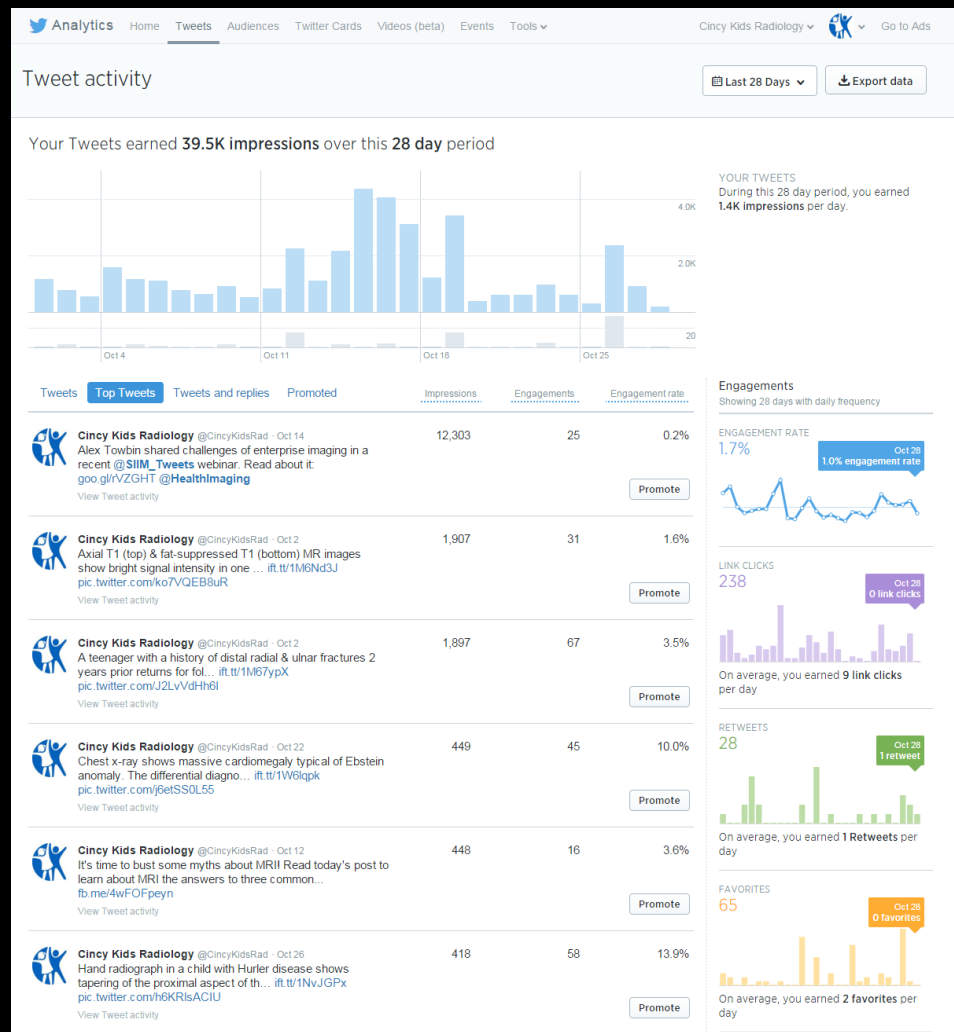 Analytics Home Tweets Audiences Twitter Cards Videos (beta) Events Tools Cincy Kids Radiology Go to Ads
Tweet activity
Last 28 Days Export data
Your Tweets earned 39.5K impressions over this 28 day period
YOUR TWEETS
During this 28 day period, you earned
1.4K impressions per day.
4.0K
2.0K
20
Oct 4 Oct 11 Oct 18 Oct 25
Tweets Top Tweets Tweets and replies Promoted Impressions Engagements Engagement rate
Cincy Kids Radiology @CincyKidsRad · Oct 14 12,303 25 0.2%
Alex Towbin shared challenges of enterprise imaging in a
recent @SIIM_Tweets webinar. Read about it:
goo.gl/rVZGHT @HealthImaging
Promote
View Tweet activity
Cincy Kids Radiology @CincyKidsRad · Oct 2 1,907 31 1.6%
Axial T1 (top) & fat-suppressed T1 (bottom) MR images
show bright signal intensity in one ... ift.tt/1M6Nd3J
pic.twitter.com/ko7VQEB8uR
Promote
View Tweet activity
Cincy Kids Radiology @CincyKidsRad · Oct 2 1,897 67 3.5%
A teenager with a history of distal radial & ulnar fractures 2
years prior returns for fol... ift.tt/1M67ypX
pic.twitter.com/J2LvVdHh6I
Promote
View Tweet activity
Cincy Kids Radiology @CincyKidsRad · Oct 22 449 45 10.0%
Chest x-ray shows massive cardiomegaly typical of Ebstein
anomaly. The differential diagno... ift.tt/1W6lqpk
pic.twitter.com/j6etSS0L55
Promote
View Tweet activity
Cincy Kids Radiology @CincyKidsRad · Oct 12 448 16 3.6%
It's time to bust some myths about MRI! Read today's post to
learn about MRI the answers to three common...
fb.me/4wFOFpeyn
Promote
View Tweet activity
Cincy Kids Radiology @CincyKidsRad · Oct 26 418 58 13.9%
Hand radiograph in a child with Hurler disease shows
tapering of the proximal aspect of th... ift.tt/1NvJGPx
pic.twitter.com/h6KRlsACIU
Promote
View Tweet activity
Engagements
Showing 28 days with daily frequency
ENGAGEMENT RATE
1.7%
Oct 28
1.0% engagement rate
LINK CLICKS
238
Oct 28
0 link clicks
On average, you earned 9 link clicks
per day
RETWEETS
28
Oct 28
1 retweet
On average, you earned 1 Retweets per
day
FAVORITES
65
Oct 28
0 favorites
On average, you earned 2 favorites per
day